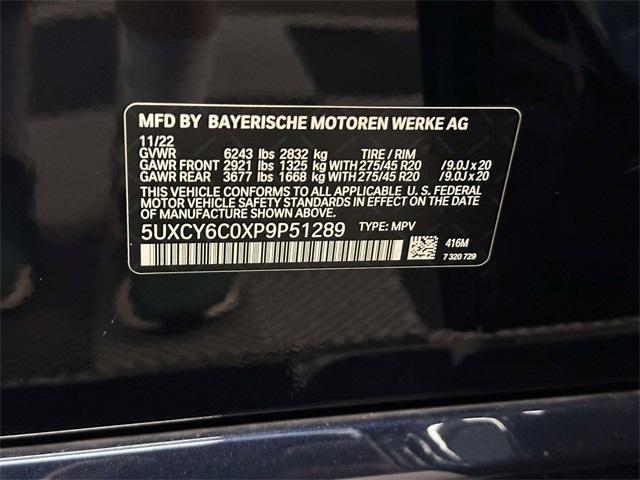 MFD BY BAYERISCHE MOTOREN WERKE AG
11/22
GVWR 6243 lbs 2832 kg TIRE / RIM
GAWR FRONT 2921 lbs 1325 kg WITH 275/45 R20 /9.0J x 20
GAWR REAR 3677 lbs 1668 kg WITH 275/45 R20 /9.0J x 20
THIS VEHICLE CONFORMS TO ALL APPLICABLE U. S. FEDERAL
MOTOR VEHICLE SAFETY STANDARDS IN EFFECT ON THE
DATE OF MANUFACTURE SHOWN ABOVE.
5UXCY6C0XP9P51289 TYPE: MPV
416M
7 320 729